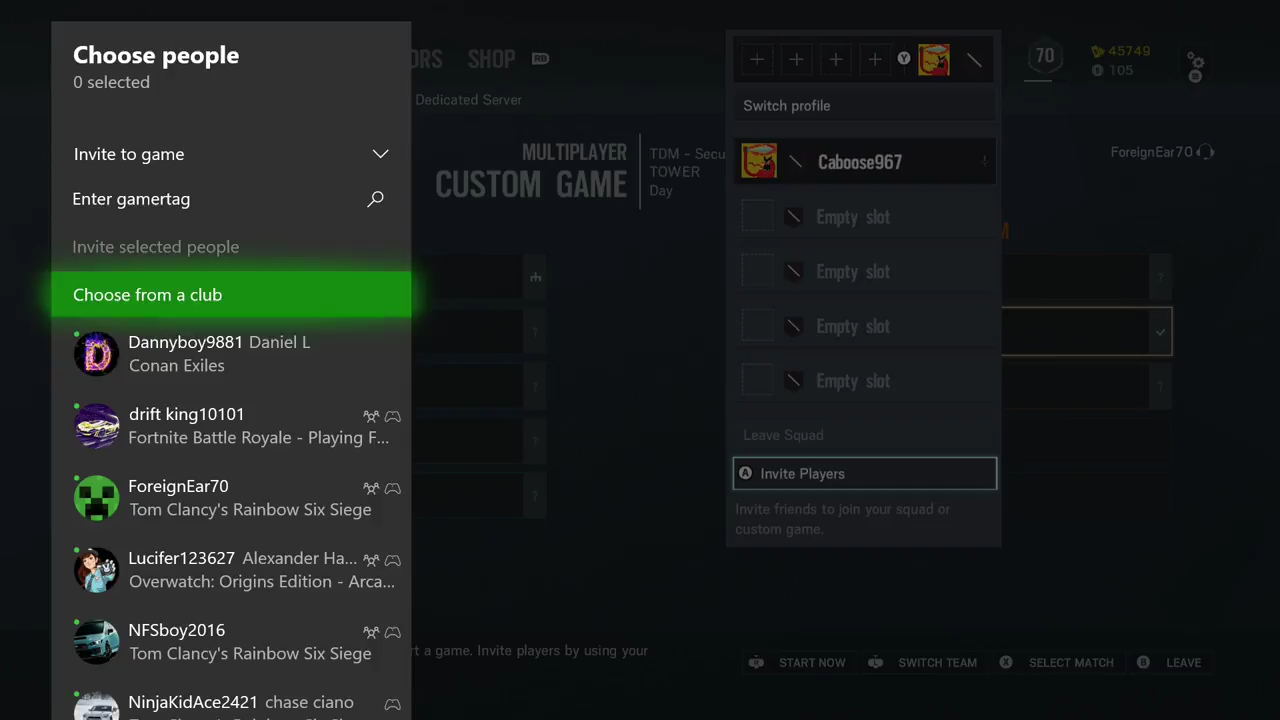 Choose people
0 selected
Invite to game
Enter gamertag
Invite selected people
Choose from a club
Dannyboy9881 Daniel L
Conan Exiles
drift king10101
Fortnite Battle Royale - Playing F...
ForeignEar70
Tom Clancy's Rainbow Six Siege
Lucifer123627 Alexander Ha...
Overwatch: Origins Edition - Arca...
NFSboy2016
Tom Clancy's Rainbow Six Siege
NinjaKidAce2421 chase ciano
ORS SHOP RB
Dedicated Server
MULTIPLAYER
CUSTOM GAME
TDM - Secu
TOWER
Day
Y
Switch profile
Caboose967
Empty slot
Empty slot
Empty slot
Empty slot
Leave Squad
A Invite Players
Invite friends to join your squad or
custom game.
70
45749
105
ForeignEar70
M
?
?
?
?
?
?
rt a game. Invite players by using your
START NOW
SWITCH TEAM
X SELECT MATCH
B LEAVE